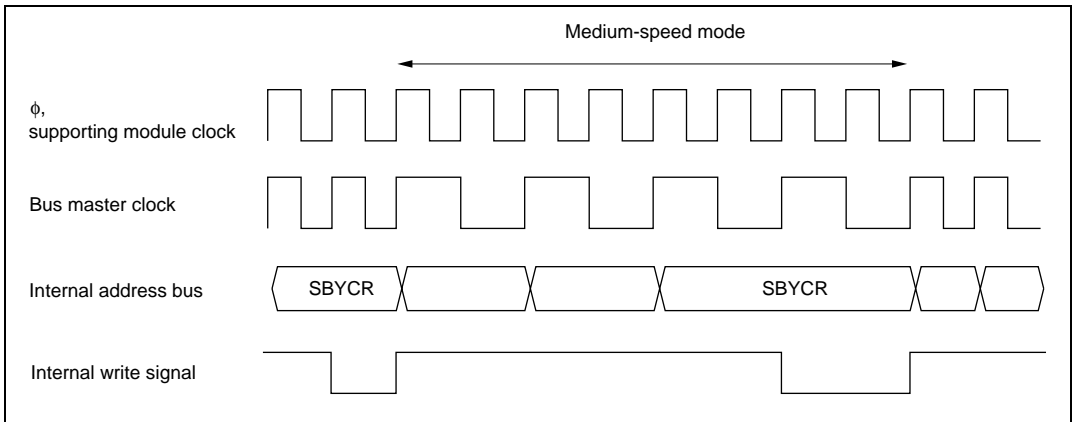 Medium-speed mode
ϕ,
supporting module clock
Bus master clock
Internal address bus
SBYCR
SBYCR
Internal write signal